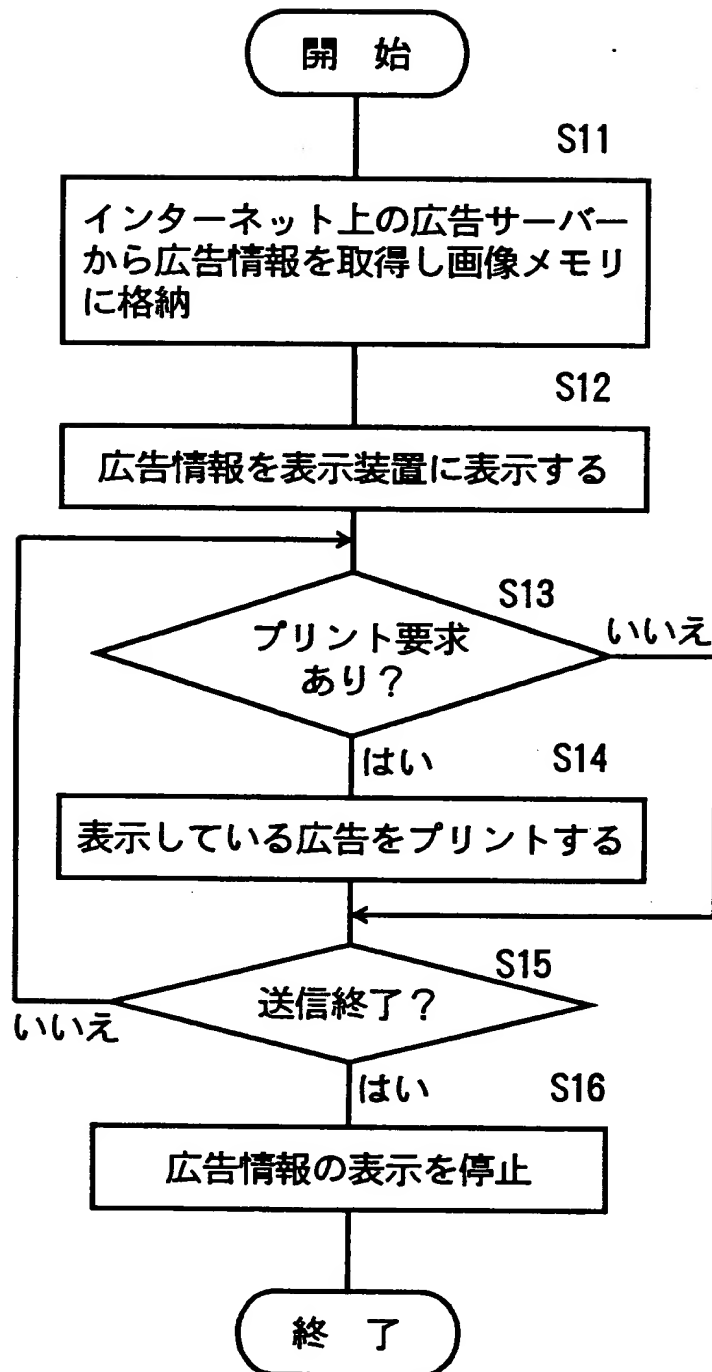 開 始
S11
インターネット上の広告サーバー
から広告情報を取得し画像メモリ
に格納
S12
広告情報を表示装置に表示する
S13
プリント要求
あり?
いいえ
はい
S14
表示している広告をプリントする
S15
送信終了?
いいえ
はい
S16
広告情報の表示を停止
終 了